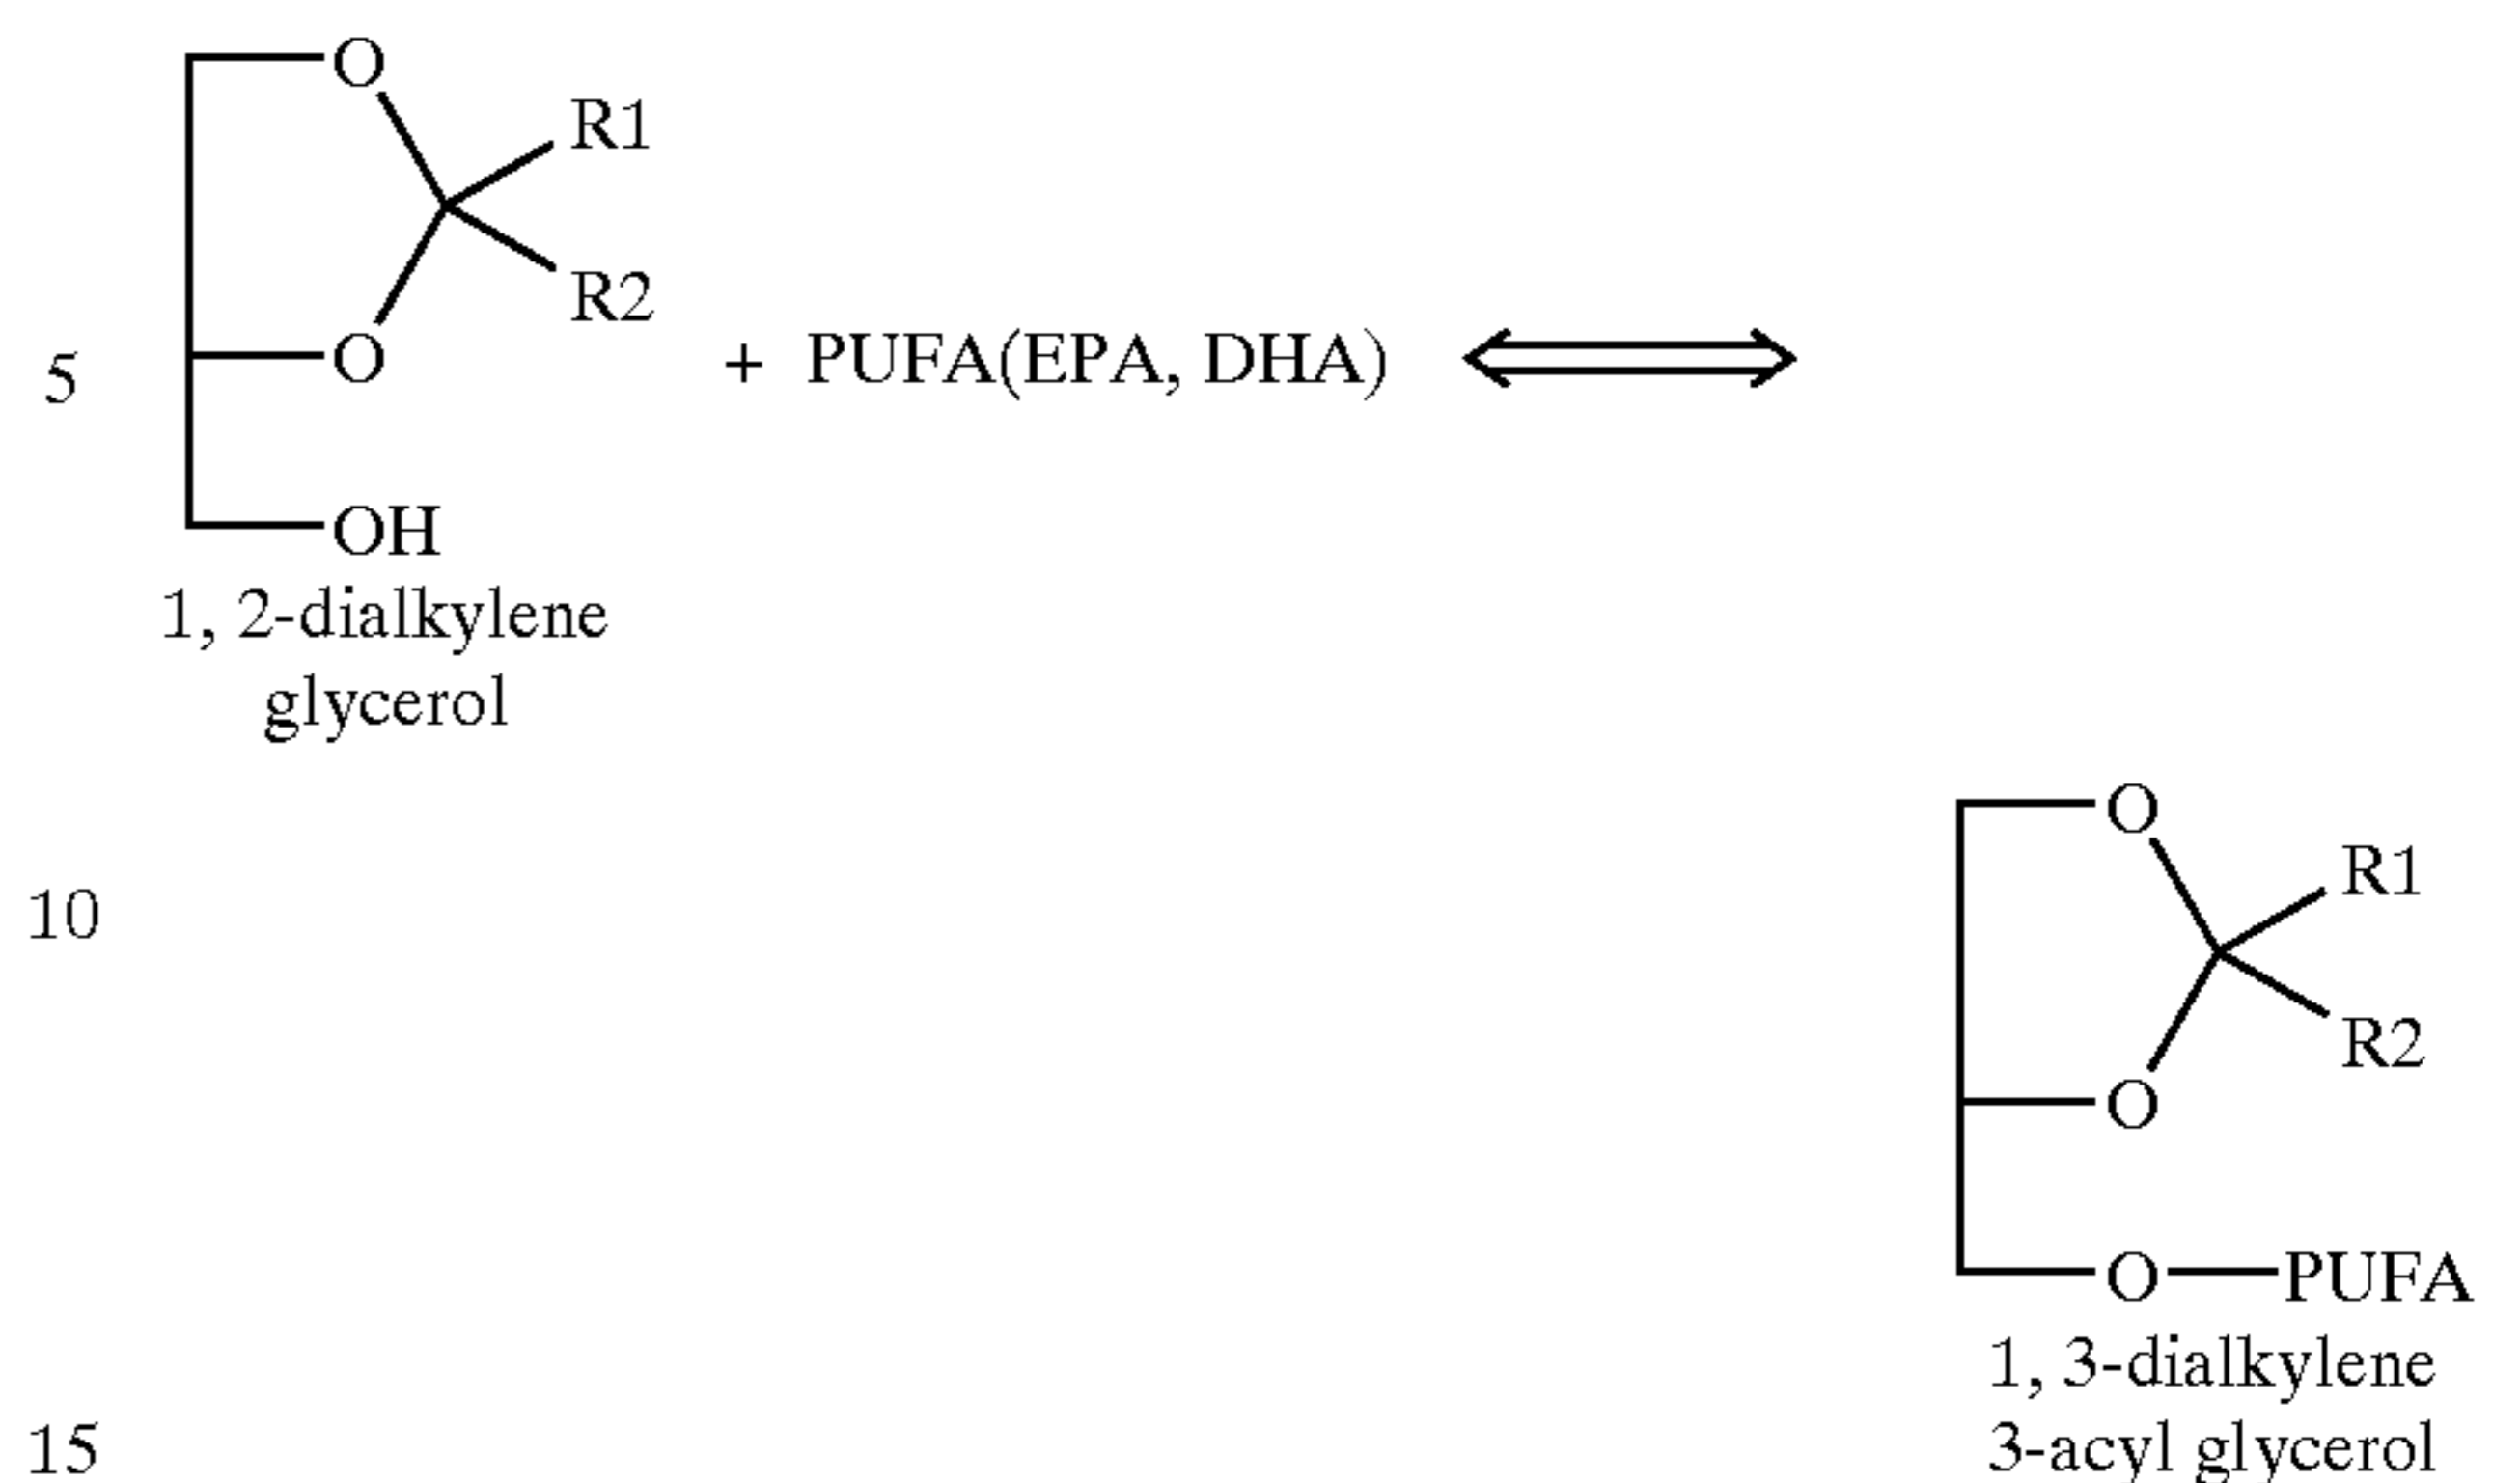 O
R1
R2
5 O + PUFA(EPA, DHA)
OH
1, 2-dialkylene
glycerol
O
R1
10
R2
O
O PUFA
1, 3-dialkylene
15 3-acyl glycerol